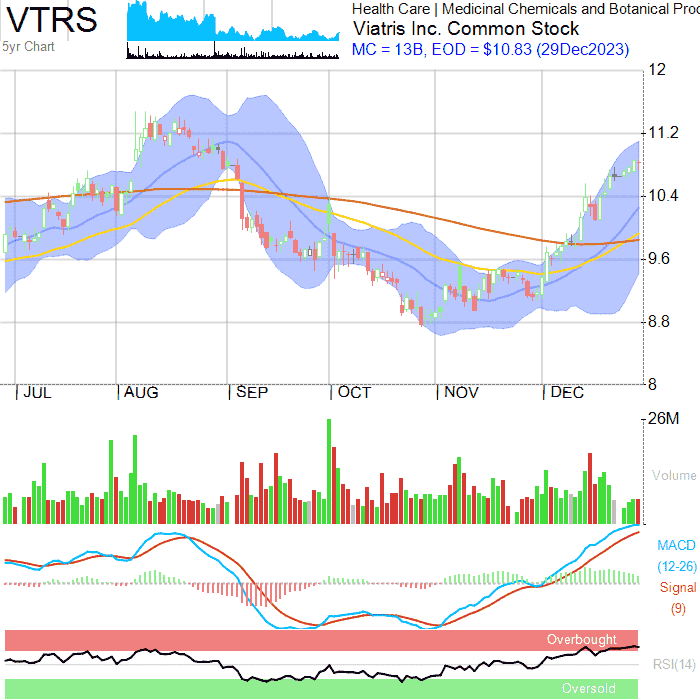 VTRS
5yr Chart
Health Care | Medicinal Chemicals and Botanical Proc
Viatris Inc. Common Stock
MC = 13B, EOD = $10.83 (29Dec2023)
12
11.2
10.4
9.6
8.8
8
JUL AUG SEP OCT NOV DEC
26M
Volume
MACD
(12-26)
Signal
(9)
Overbought
RSI(14)
Oversold